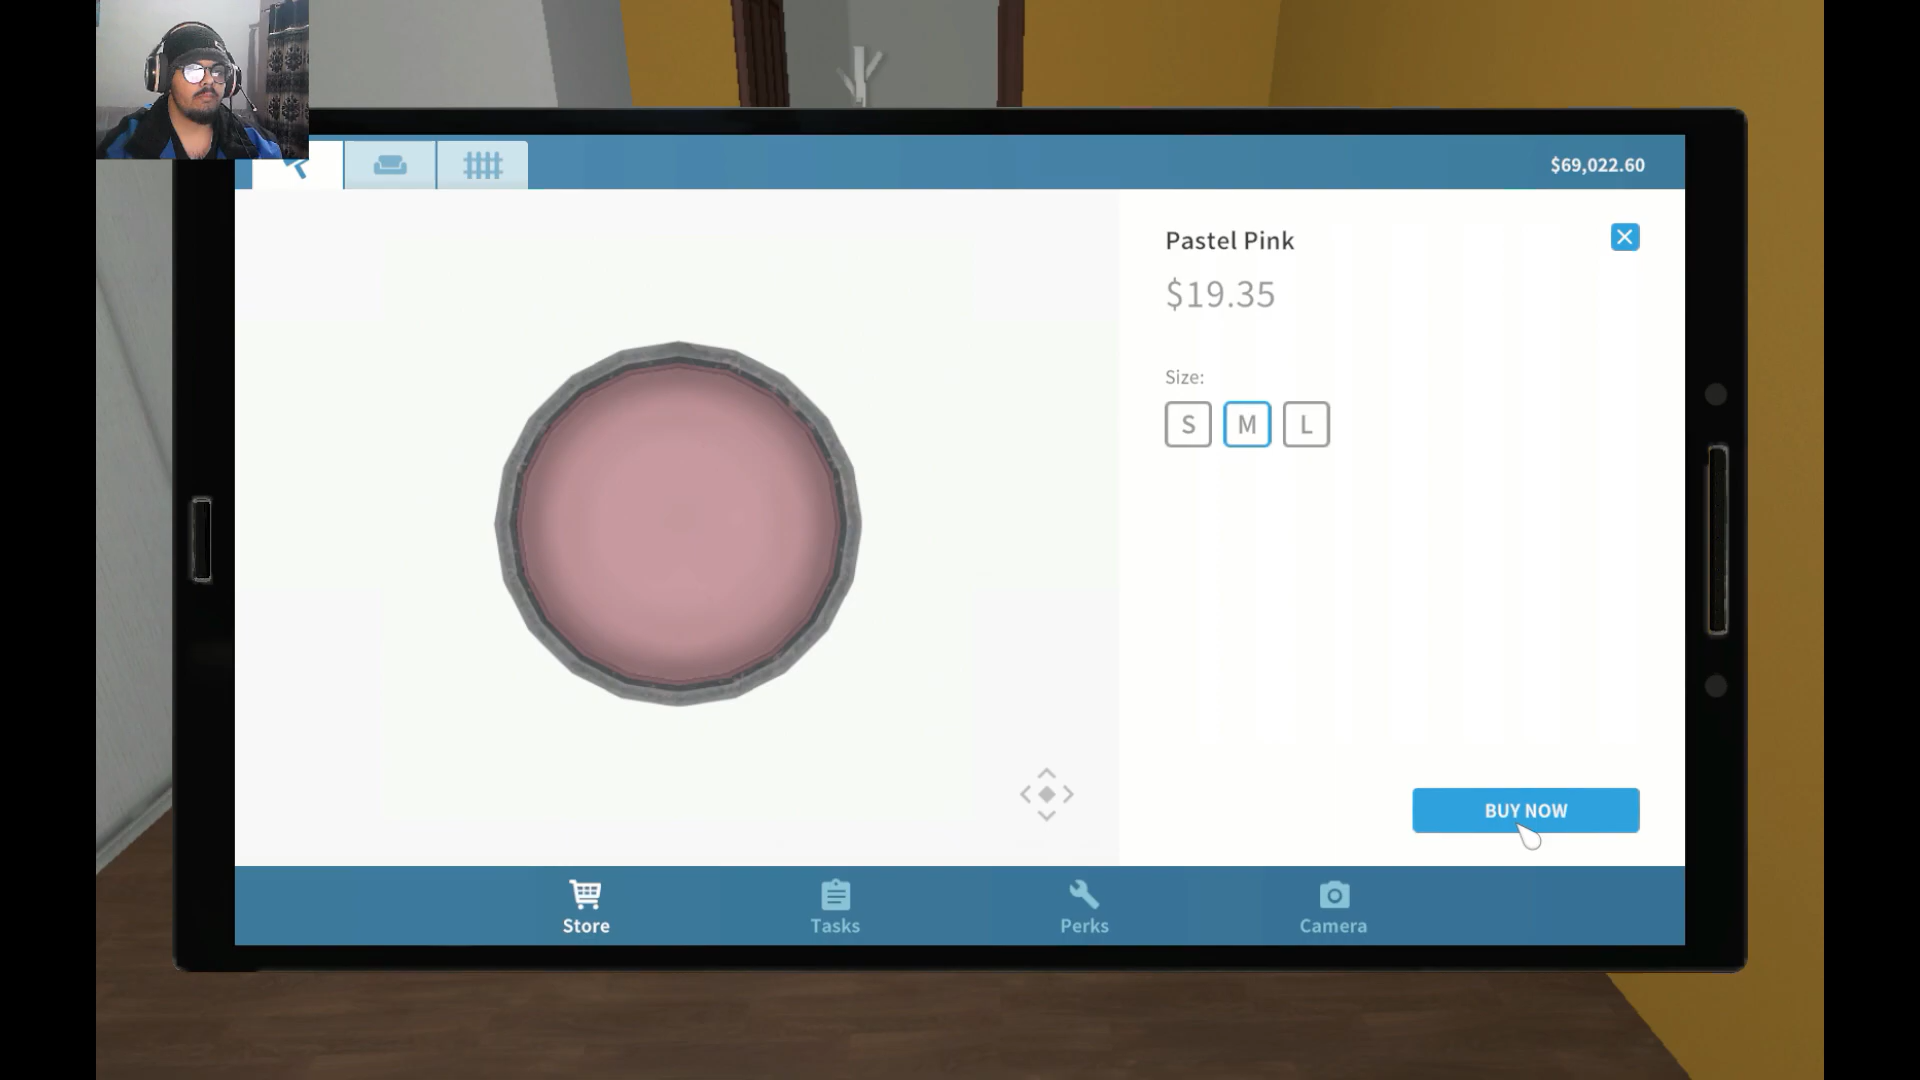 $69,022.60
Pastel Pink
$19.35
Size:
S M L
BUY NOW
Store Tasks Perks Camera